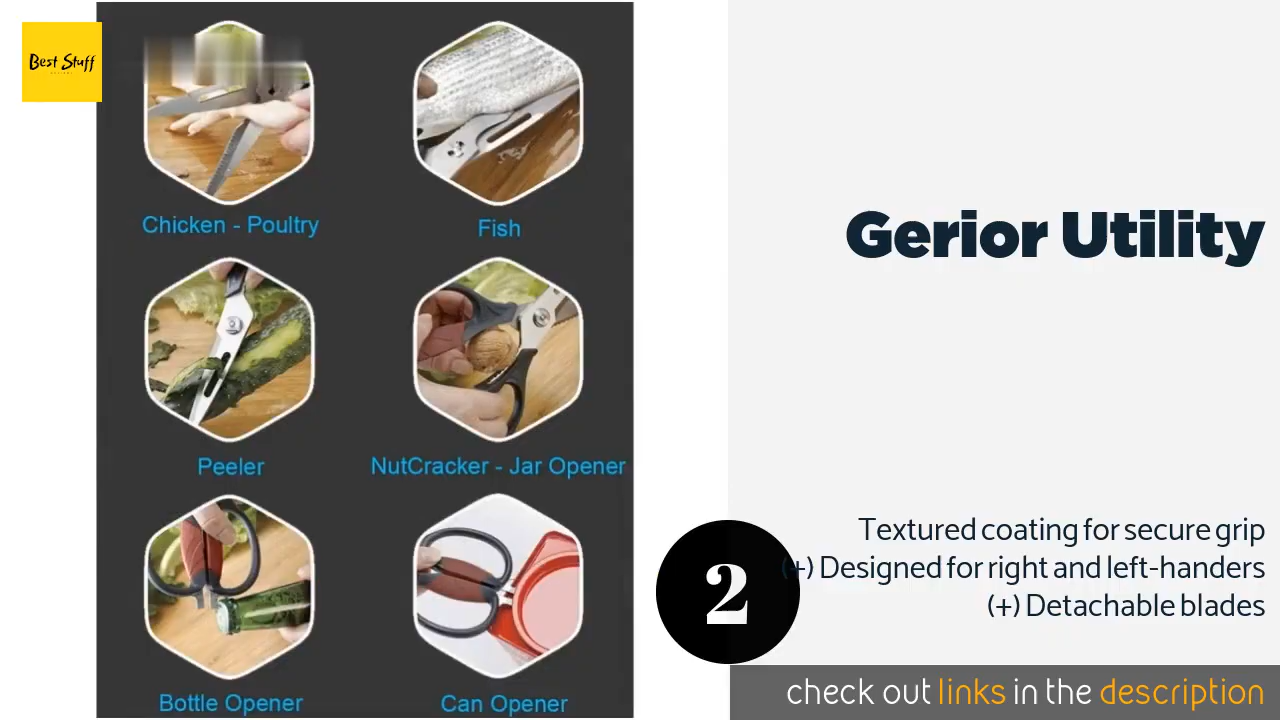 Best Stuff
Chicken - Poultry
Fish
Peeler
NutCracker - Jar Opener
Bottle Opener
Can Opener
Gerior Utility
2
Textured coating for secure grip
(+) Designed for right and left-handers
(+) Detachable blades
check out links in the description